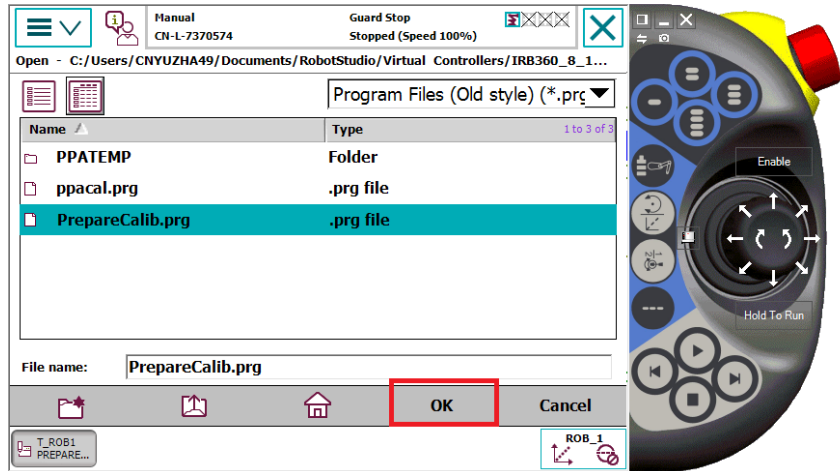 Manual
CN-L-7370574
Guard Stop
Stopped (Speed 100%)
Open - C:/Users/CNYUZHA49/Documents/RobotStudio/Virtual Controllers/IRB360_8_1...
Program Files (Old style) (*.prg
Name
Type
1 to 3 of 3
PPATEMP
Folder
ppacal.prg
.prg file
PrepareCalib.prg
.prg file
File name:
PrepareCalib.prg
OK
Cancel
T_ROB1
PREPARE...
ROB_1
Enable
Hold To Run